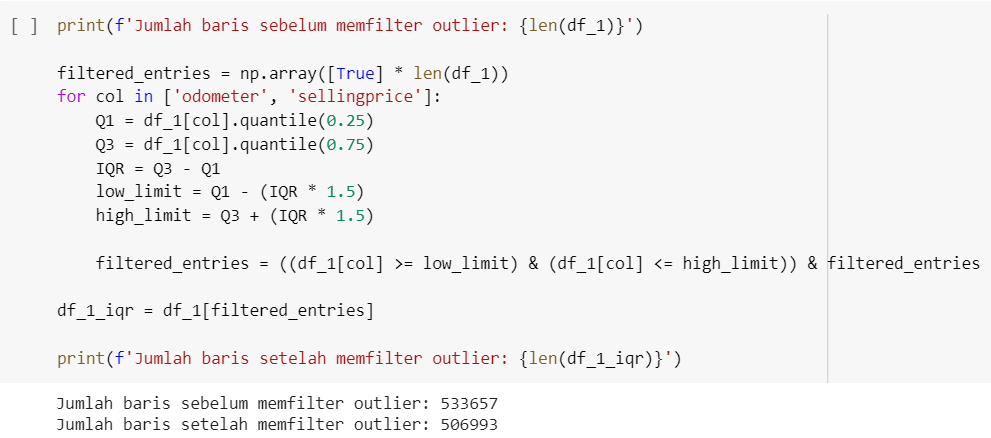 [ ] print(f'Jumlah baris sebelum memfilter outlier: {len(df_1)}')
filtered_entries = np.array([True] * len(df_1))
for col in ['odometer', 'sellingprice']:
    Q1 = df_1[col].quantile(0.25)
    Q3 = df_1[col].quantile(0.75)
    IQR = Q3 - Q1
    low_limit = Q1 - (IQR * 1.5)
    high_limit = Q3 + (IQR * 1.5)
    filtered_entries = ((df_1[col] >= low_limit) & (df_1[col] <= high_limit)) & filtered_entries
df_1_iqr = df_1[filtered_entries]
print(f'Jumlah baris setelah memfilter outlier: {len(df_1_iqr)}')
Jumlah baris sebelum memfilter outlier: 533657
Jumlah baris setelah memfilter outlier: 506993